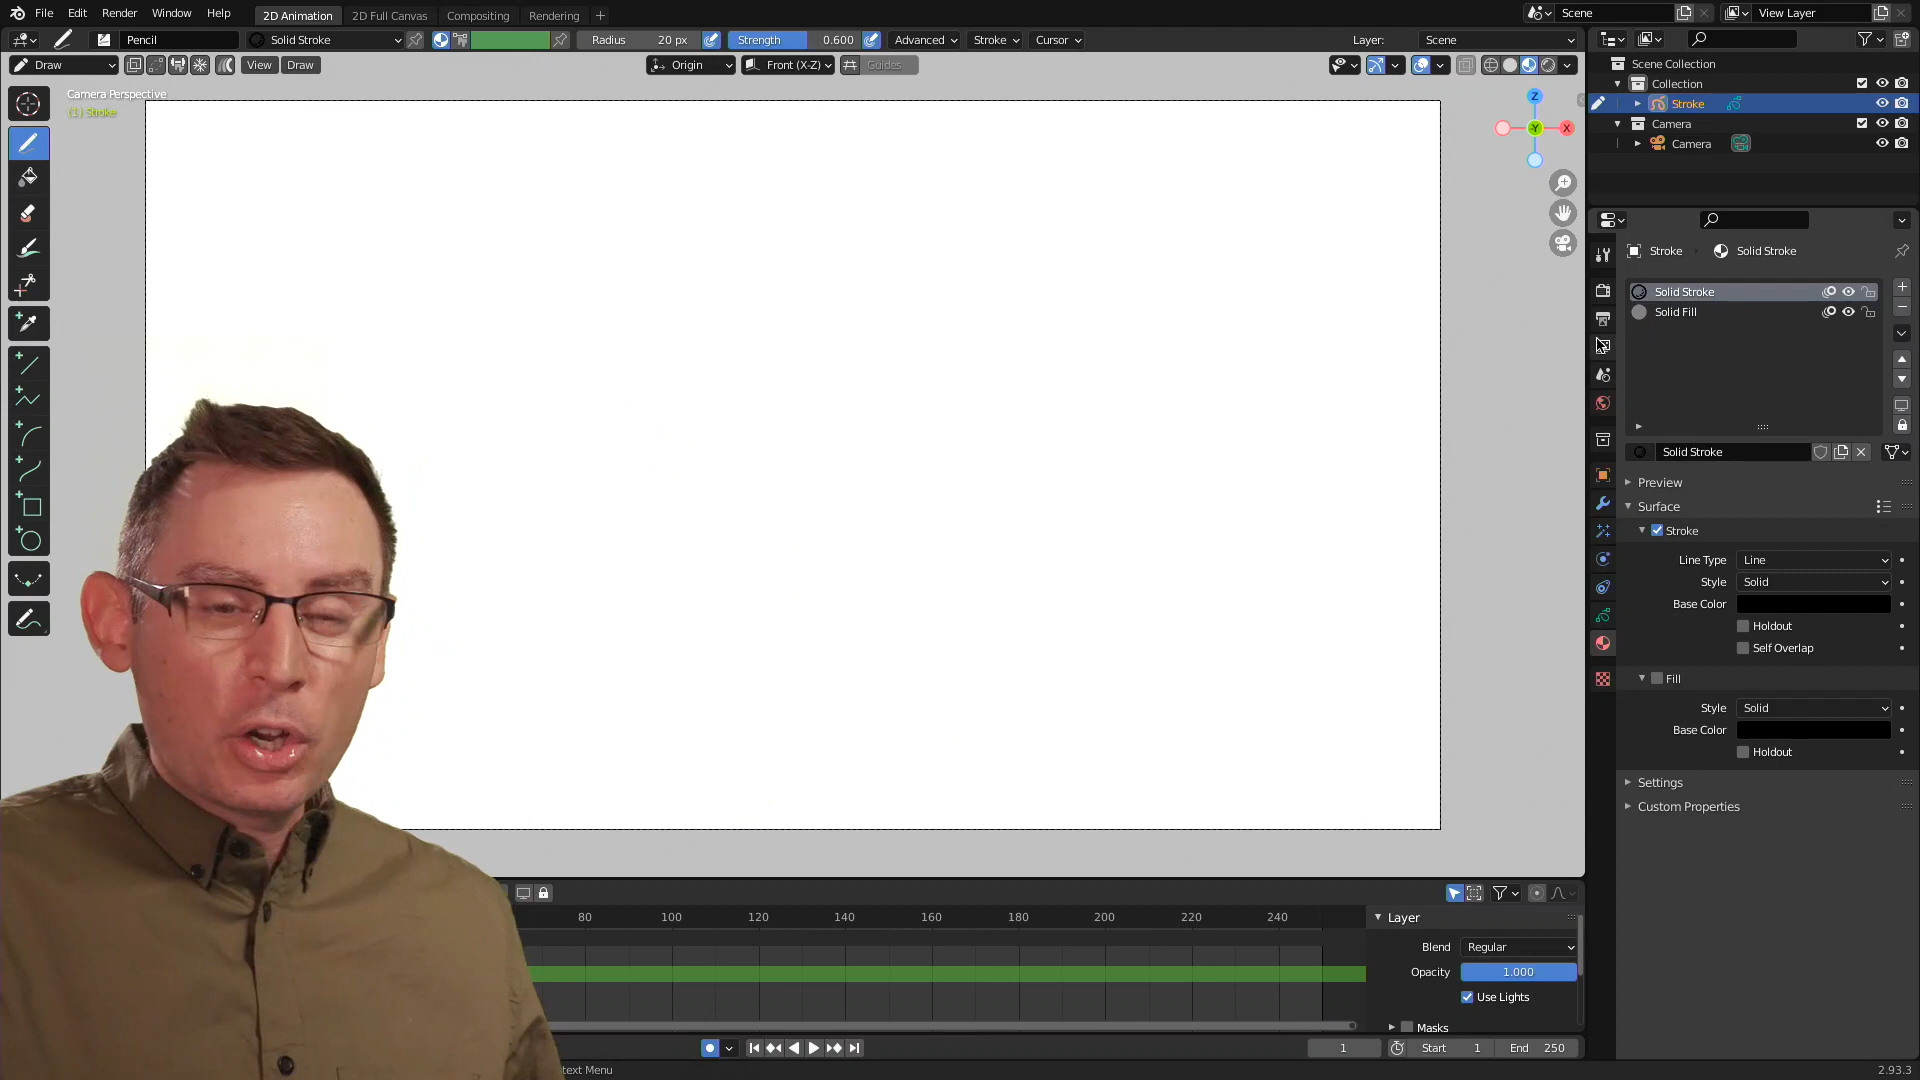 File Edit Render Window Help 2D Animation 2D Full Canvas Compositing Rendering + Scene View Layer
Pencil Solid Stroke Radius 20 px Strength 0.600 Advanced Stroke Cursor Layer: Scene
Draw View Draw Origin Front (X-Z) Guides
Camera Perspective
(1) Stroke
Z
Y X
Scene Collection
Collection
Stroke
Camera
Camera
Stroke Solid Stroke
Solid Stroke
Solid Fill
Solid Stroke
Preview
Surface
Stroke
Line Type Line
Style Solid
Base Color
Holdout
Self Overlap
Fill
Style Solid
Base Color
Holdout
Settings
Custom Properties
80 100 120 140 160 180 200 220 240
Layer
Blend Regular
Opacity 1.000
Use Lights
Masks
1 Start 1 End 250
text Menu
2.93.3